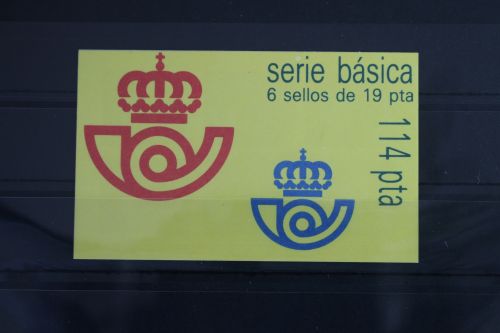 serie básica
6 sellos de 19 pta
114 pta